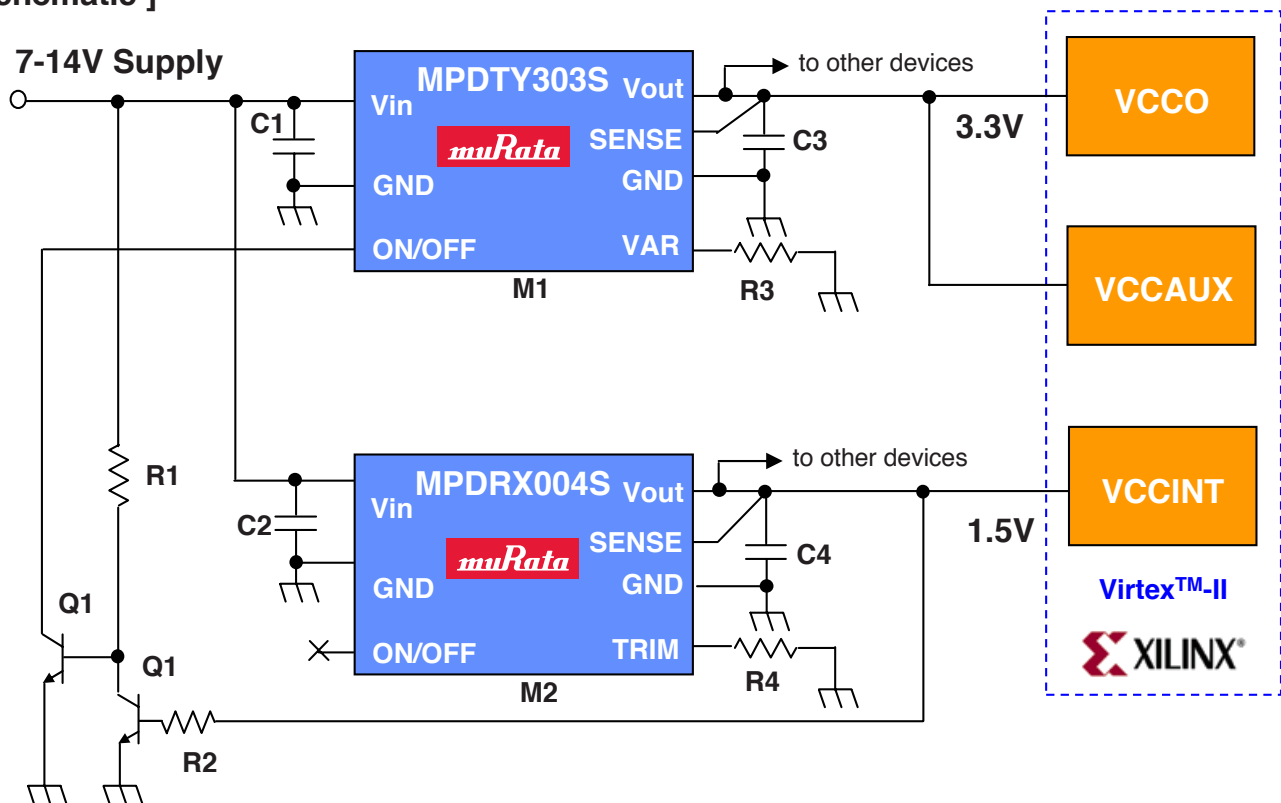 chematic ]
7-14V Supply
MPDTY303S
Vin
Vout
to other devices
C1
muRata
SENSE
C3
3.3V
VCCO
GND
GND
ON/OFF
VAR
M1
R3
VCCAUX
R1
MPDRX004S
Vin
Vout
to other devices
C2
muRata
SENSE
C4
1.5V
VCCINT
GND
GND
Q1
ON/OFF
TRIM
M2
R4
Q1
R2
Virtex™-II
XILINX®